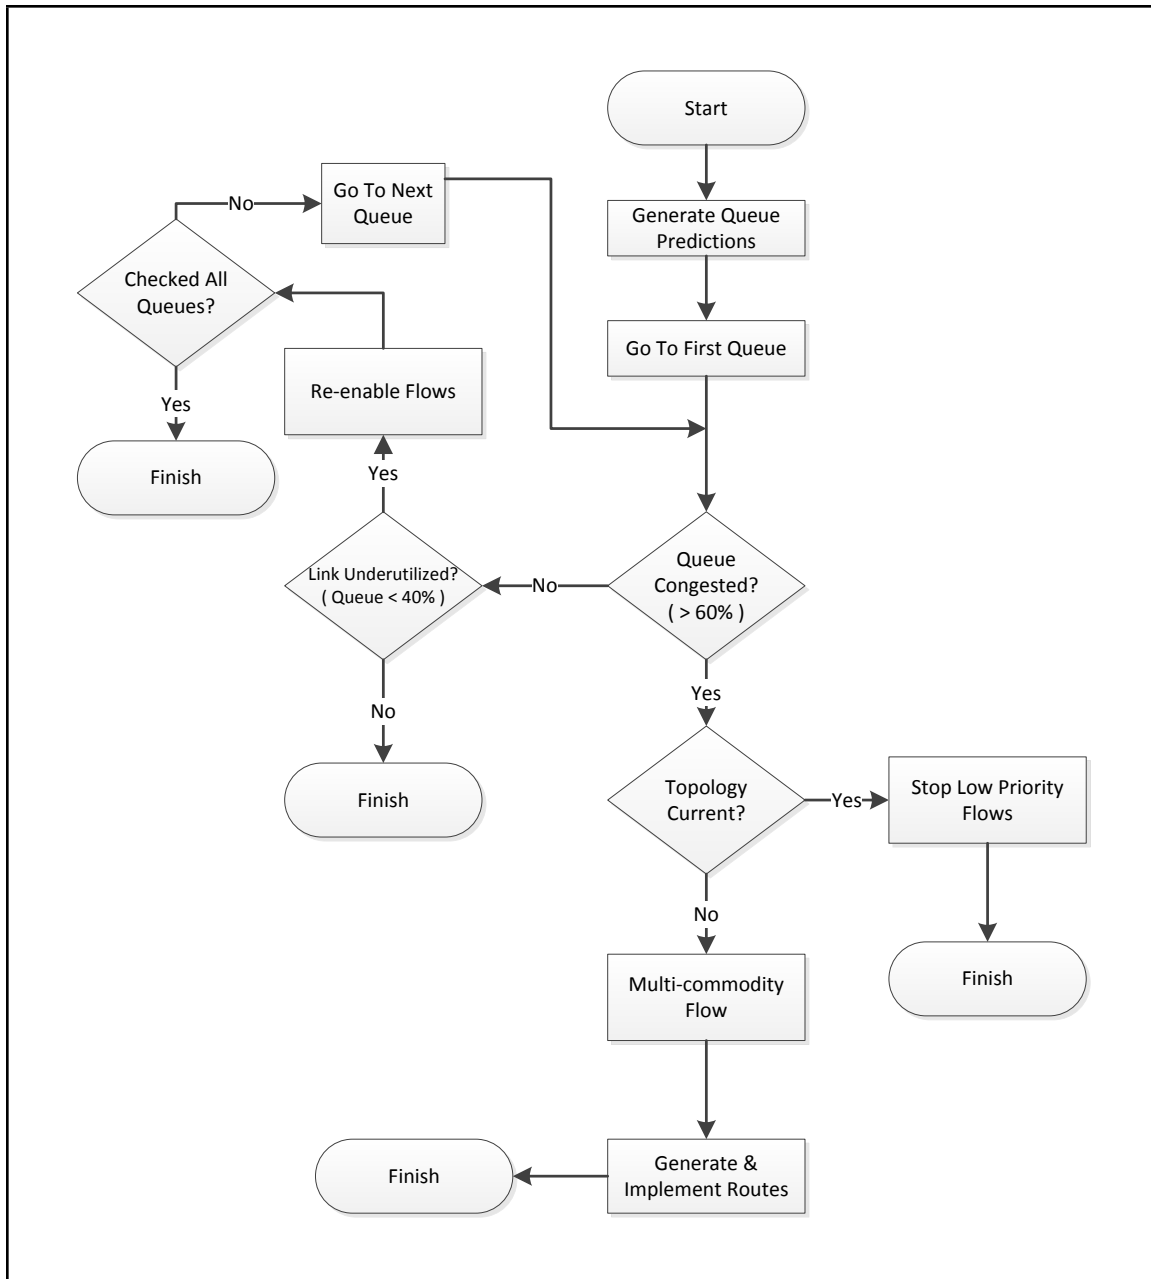 Start
No
Go To Next
Queue
Generate Queue
Predictions
Checked All
Queues?
Go To First Queue
Re-enable Flows
Yes
Finish
Yes
Link Underutilized?
( Queue < 40% )
No
Queue
Congested?
( > 60% )
Yes
No
Finish
Topology
Current?
Yes
Stop Low Priority
Flows
No
Finish
Multi-commodity
Flow
Finish
Generate &
Implement Routes